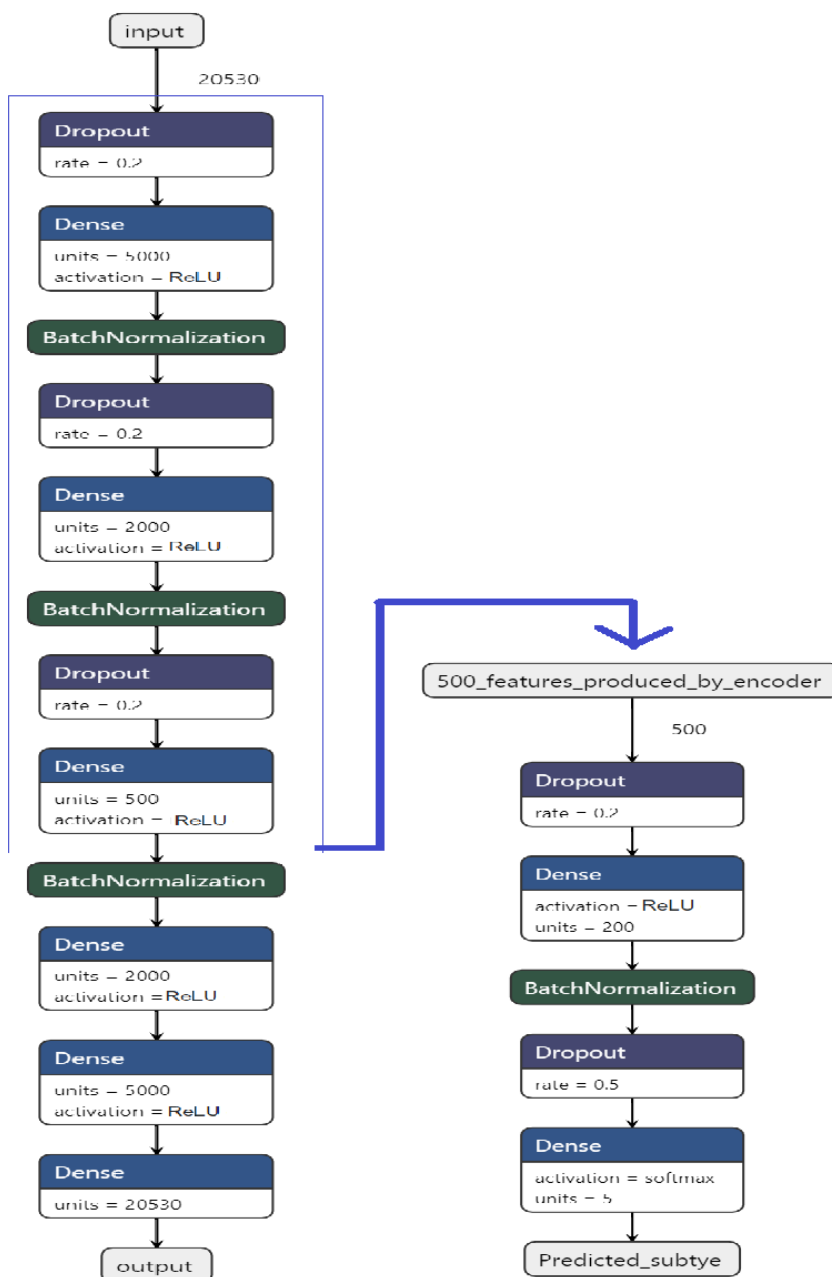 input
20530
Dropout
rate = 0.2
Dense
units = 5000
activation = ReLU
BatchNormalization
Dropout
rate = 0.2
Dense
units = 2000
activation = ReLU
BatchNormalization
Dropout
rate = 0.2
Dense
units = 500
activation = ReLU
BatchNormalization
Dense
units = 2000
activation = ReLU
Dense
units = 5000
activation = ReLU
Dense
units = 20530
output
500_features_produced_by_encoder
500
Dropout
rate = 0.2
Dense
activation = ReLU
units = 200
BatchNormalization
Dropout
rate = 0.5
Dense
activation = softmax
units = 5
Predicted_subtye